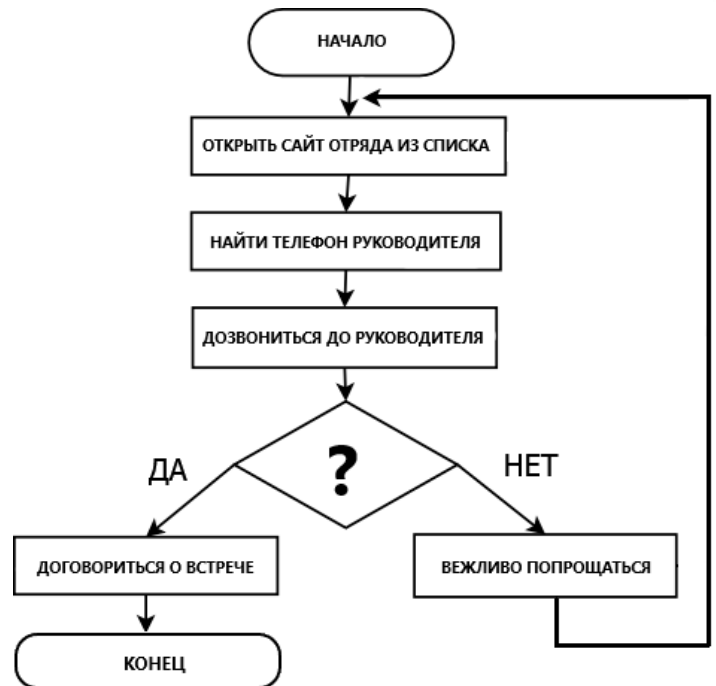 НАЧАЛО
ОТКРЫТЬ САЙТ ОТРЯДА ИЗ СПИСКА
НАЙТИ ТЕЛЕФОН РУКОВОДИТЕЛЯ
ДОЗВОНИТЬСЯ ДО РУКОВОДИТЕЛЯ
?
ДА
НЕТ
ДОГОВОРИТЬСЯ О ВСТРЕЧЕ
ВЕЖЛИВО ПОПРОЩАТЬСЯ
КОНЕЦ